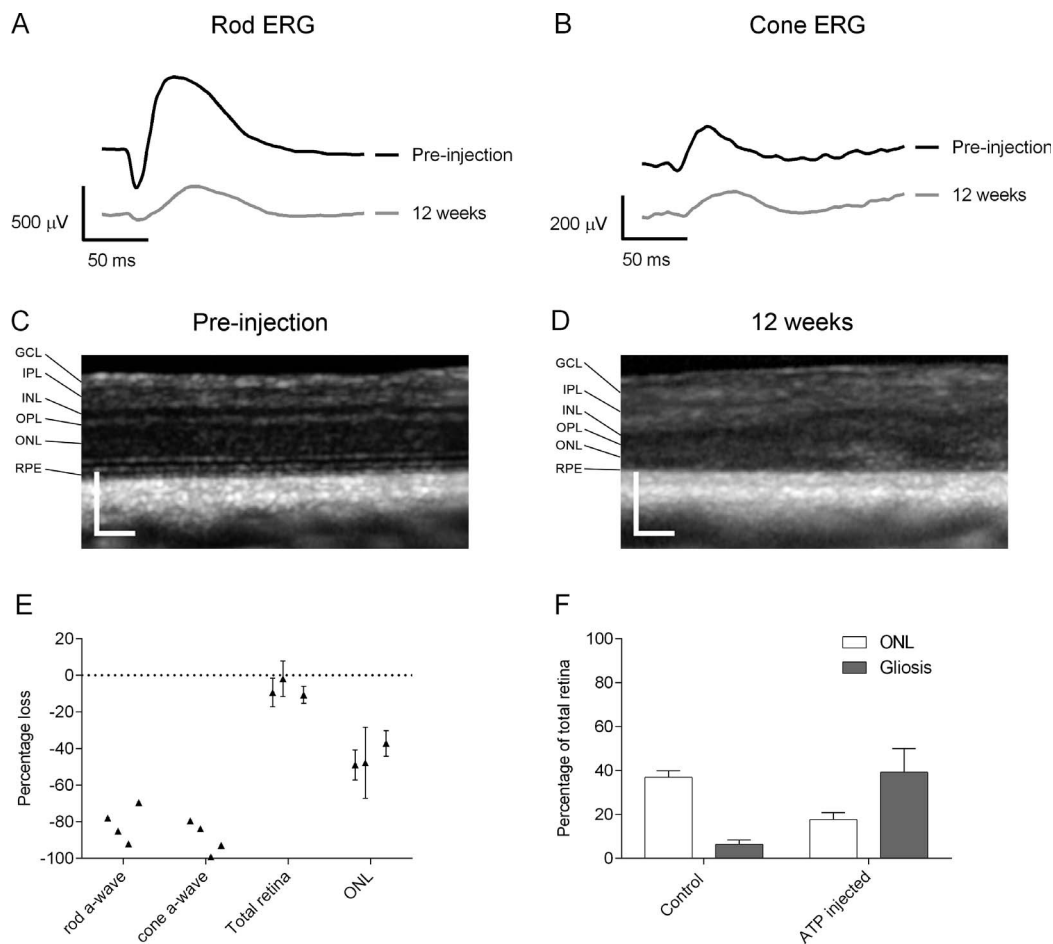 A
Rod ERG
Pre-injection
12 weeks
500 μV
50 ms
B
Cone ERG
Pre-injection
12 weeks
200 μV
50 ms
C
Pre-injection
GCL
IPL
INL
OPL
ONL
RPE
D
12 weeks
GCL
IPL
INL
OPL
ONL
RPE
E
Percentage loss
20
0
-20
-40
-60
-80
-100
rod a-wave
cone a-wave
Total retina
ONL
F
Percentage of total retina
100
80
60
40
20
0
ONL
Gliosis
Control
ATP injected